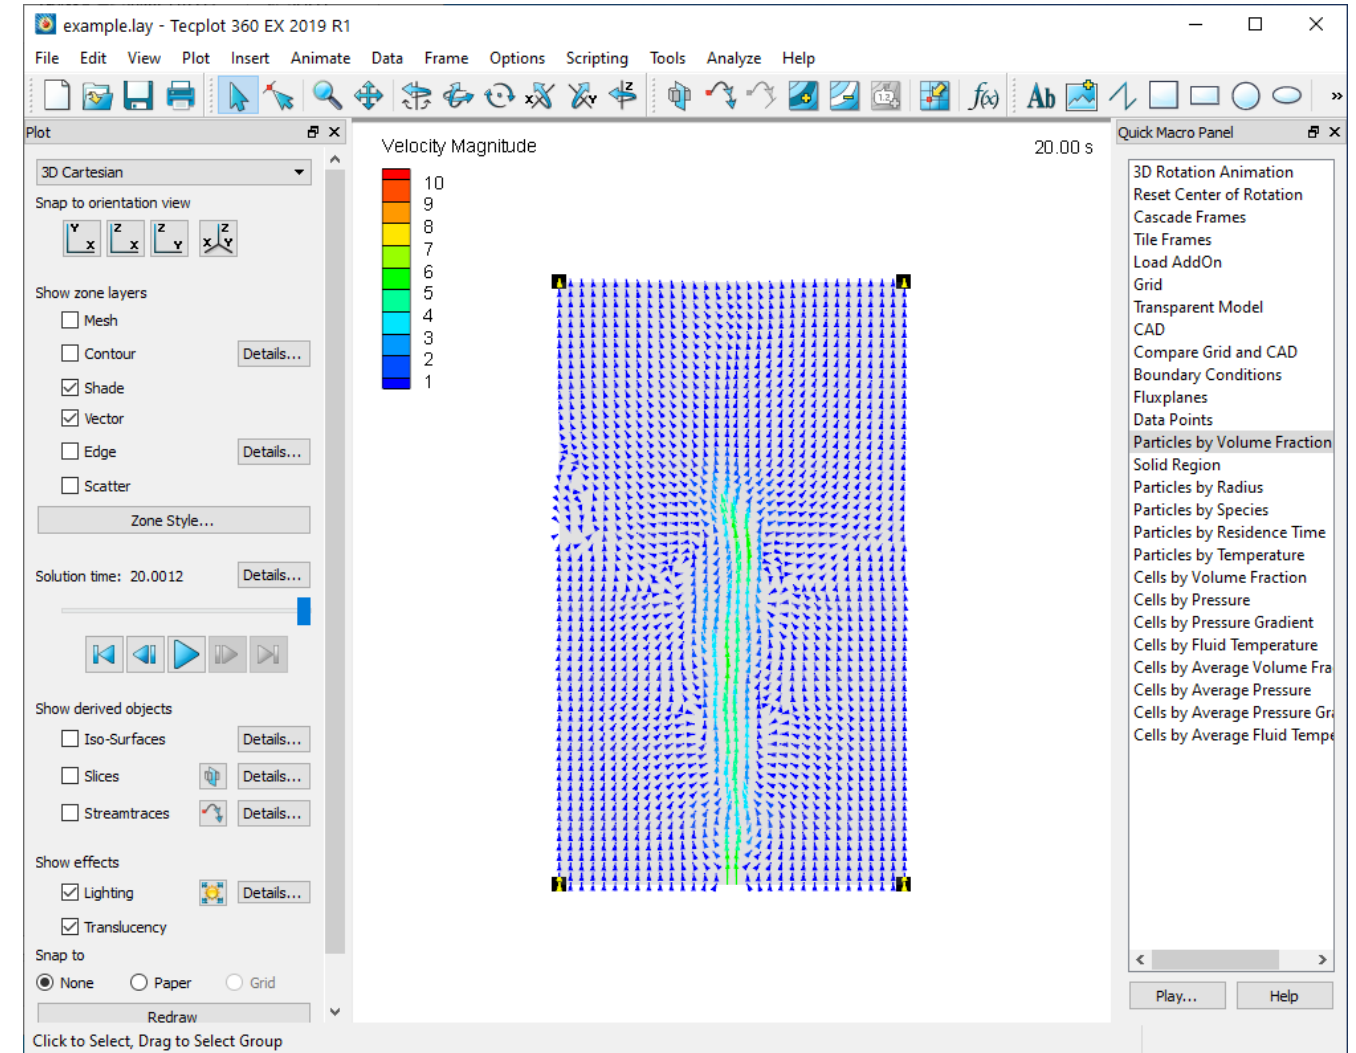 example.lay - Tecplot 360 EX 2019 R1
File Edit View Plot Insert Animate Data Frame Options Scripting Tools Analyze Help
f(x) Ab »
Plot
3D Cartesian
Snap to orientation view
Y X Z X Z Y Z X Y
Show zone layers
Mesh
Contour Details...
Shade
Vector
Edge Details...
Scatter
Zone Style...
Solution time: 20.0012 Details...
Show derived objects
Iso-Surfaces Details...
Slices Details...
Streamtraces Details...
Show effects
Lighting Details...
Translucency
Snap to
None Paper Grid
Redraw
Velocity Magnitude 20.00 s
10
9
8
7
6
5
4
3
2
1
Quick Macro Panel
3D Rotation Animation
Reset Center of Rotation
Cascade Frames
Tile Frames
Load AddOn
Grid
Transparent Model
CAD
Compare Grid and CAD
Boundary Conditions
Fluxplanes
Data Points
Particles by Volume Fraction
Solid Region
Particles by Radius
Particles by Species
Particles by Residence Time
Particles by Temperature
Cells by Volume Fraction
Cells by Pressure
Cells by Pressure Gradient
Cells by Fluid Temperature
Cells by Average Volume Fra
Cells by Average Pressure
Cells by Average Pressure Gra
Cells by Average Fluid Tempe
Play... Help
Click to Select, Drag to Select Group